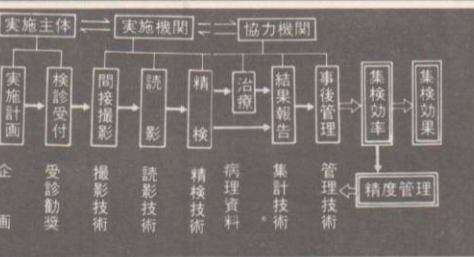 実施主体
実施機関
協力機関
実施計画
検診受付
間接撮影
読影
精検
治療
結果報告
事後管理
集検効率
集検効果
企画
受診勧奨
撮影技術
読影技術
精検技術
病理資料
集計技術
管理技術
精度管理